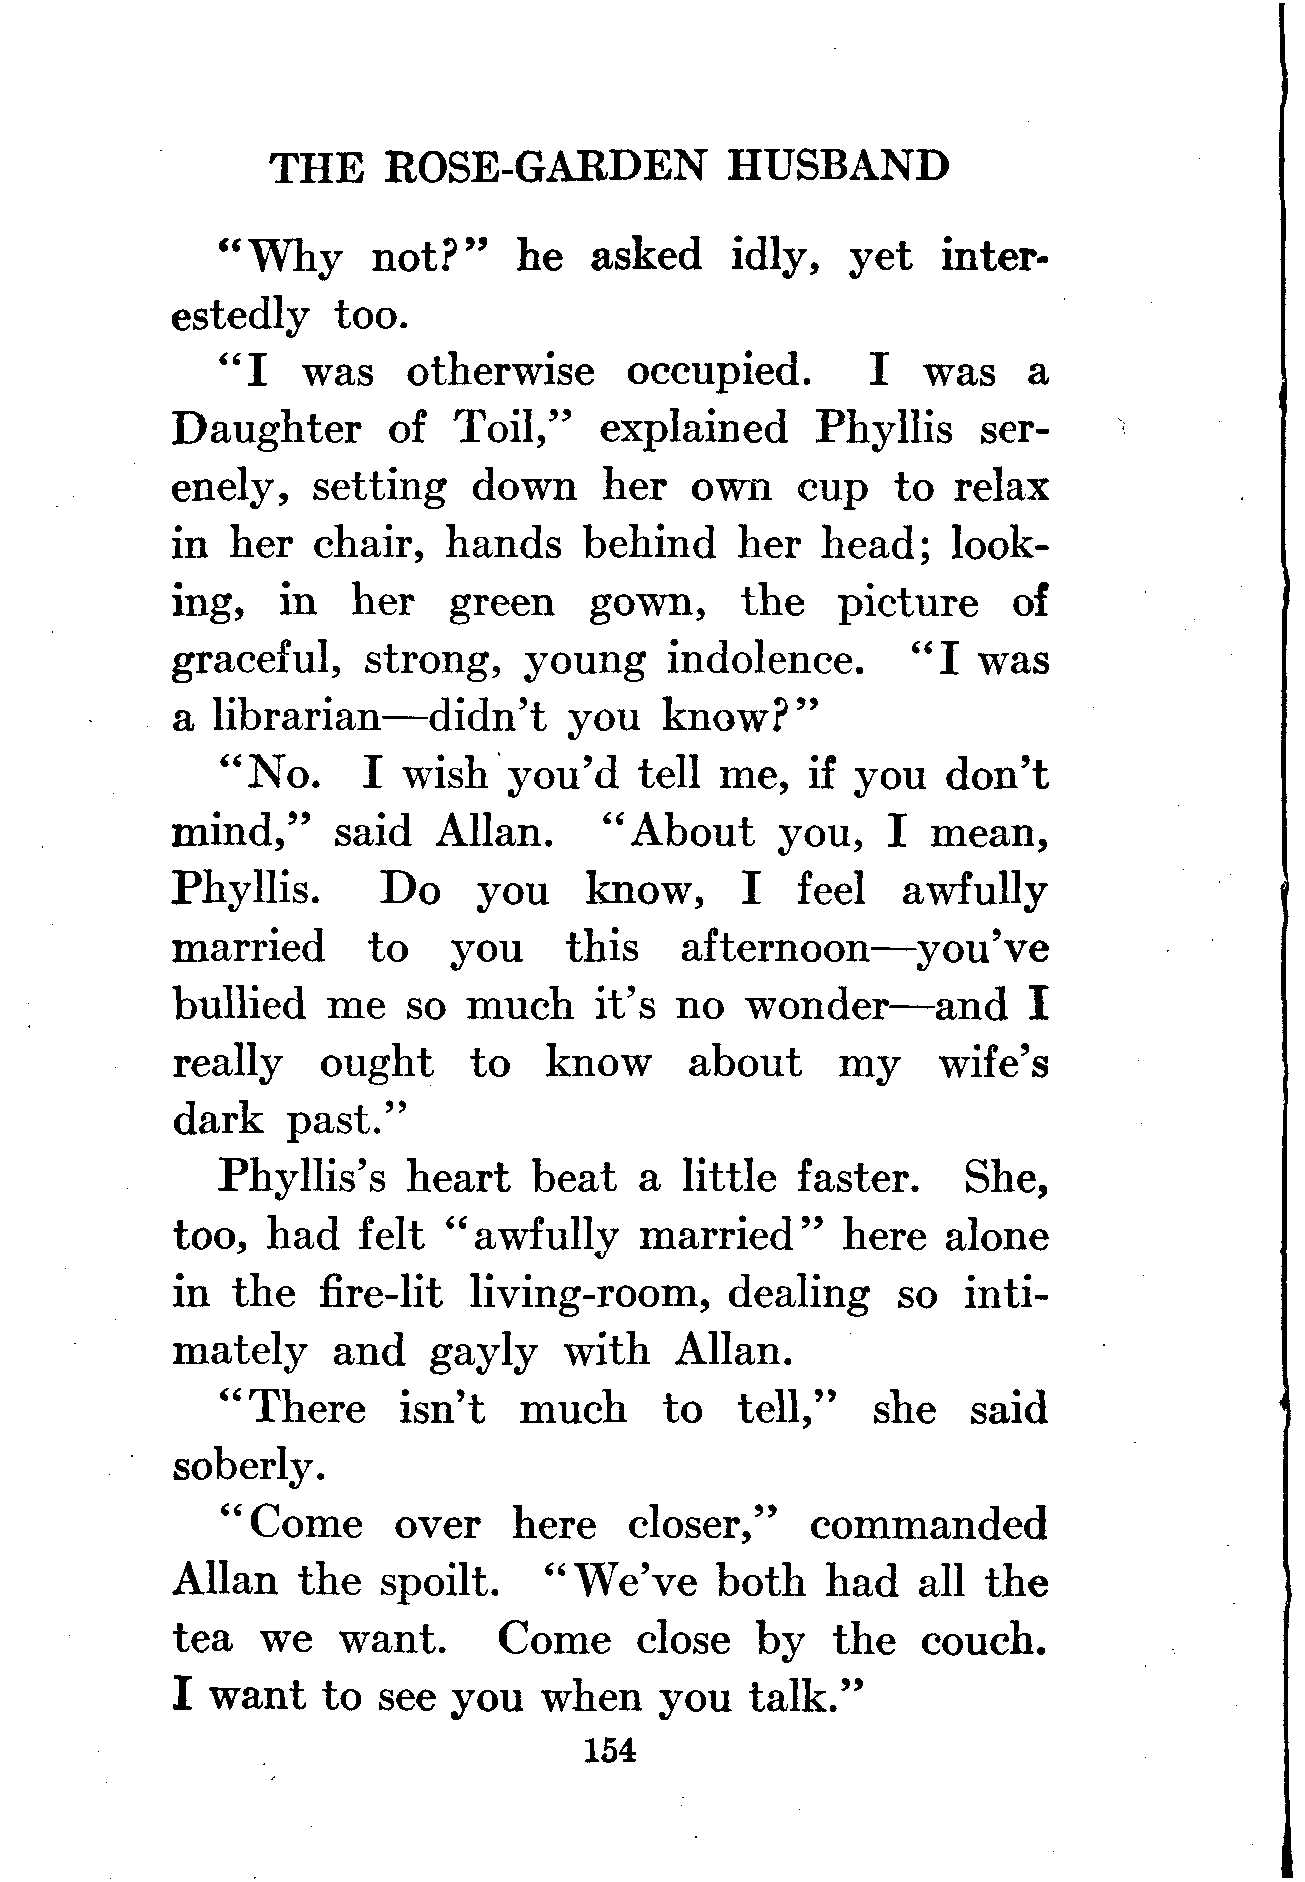 THE ROSE-GARDEN HUSBAND
“Why not?” he asked idly, yet inter-
estedly too.
“I was otherwise occupied. I was a
Daughter of Toil,” explained Phyllis ser-
enely, setting down her own cup to relax
in her chair, hands behind her head; look-
ing, in her green gown, the picture of
graceful, strong, young indolence. “I was
a librarian—didn’t you know?”
“No. I wish you’d tell me, if you don’t
mind,” said Allan. “About you, I mean,
Phyllis. Do you know, I feel awfully
married to you this afternoon—you’ve
bullied me so much it’s no wonder—and I
really ought to know about my wife’s
dark past.”
Phyllis’s heart beat a little faster. She,
too, had felt “awfully married” here alone
in the fire-lit living-room, dealing so inti-
mately and gayly with Allan.
“There isn’t much to tell,” she said
soberly.
“Come over here closer,” commanded
Allan the spoilt. “We’ve both had all the
tea we want. Come close by the couch.
I want to see you when you talk.”
154